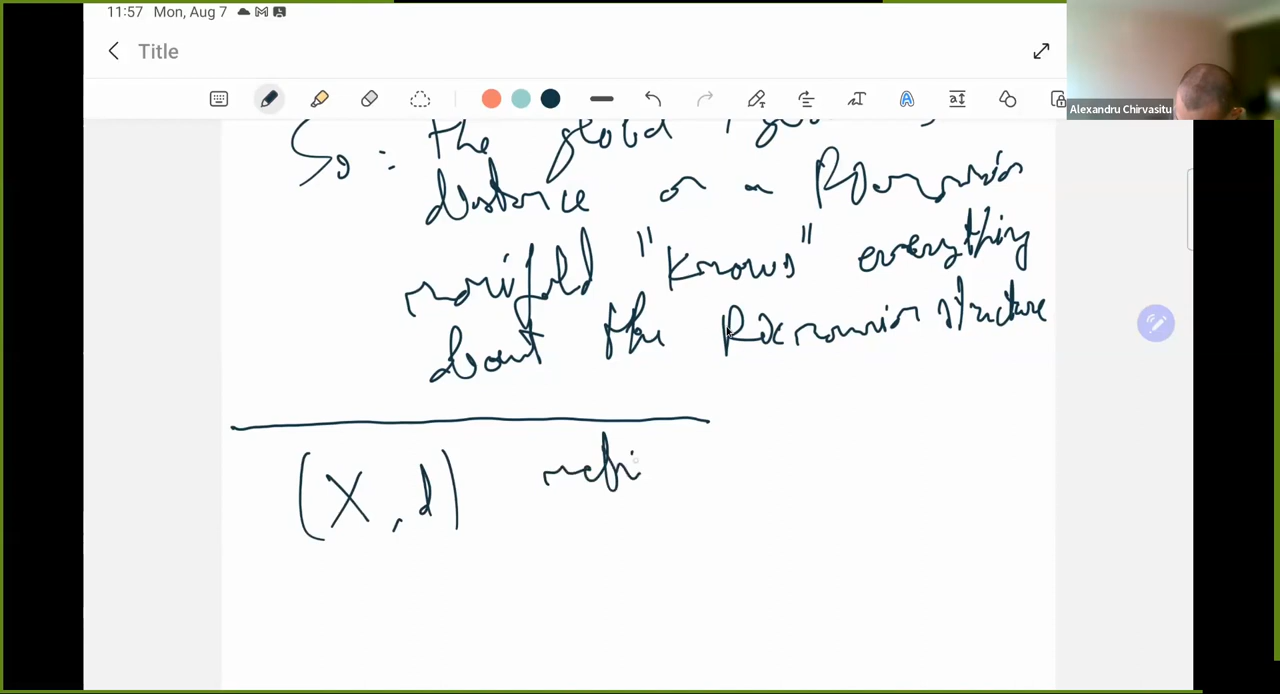 11:57 Mon, Aug 7
Title
Alexandru Chirvasitu
So: the global
distance on a Riemannian
manifold "knows" everything
about the Riemannian structure
(X, d) metri